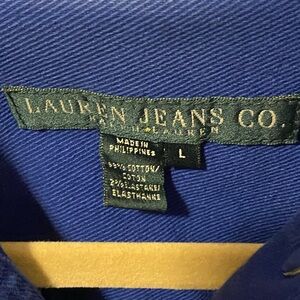 LAUREN JEANS CO.
RALPH LAUREN
MADE IN
PHILIPPINES
L
98% COTTON/
COTON
2% ELASTANE/
ELASTHANNE